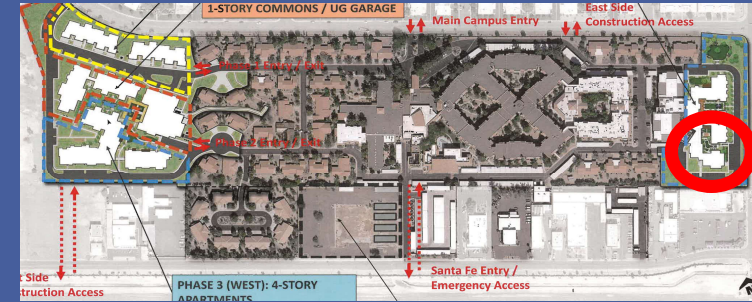 1-STORY COMMONS / UG GARAGE
Main Campus Entry
East Side
Construction Access
Phase 1 Entry / Exit
Phase 2 Entry / Exit
Santa Fe Entry /
Emergency Access
t Side
struction Access
PHASE 3 (WEST): 4-STORY
APARTMENTS